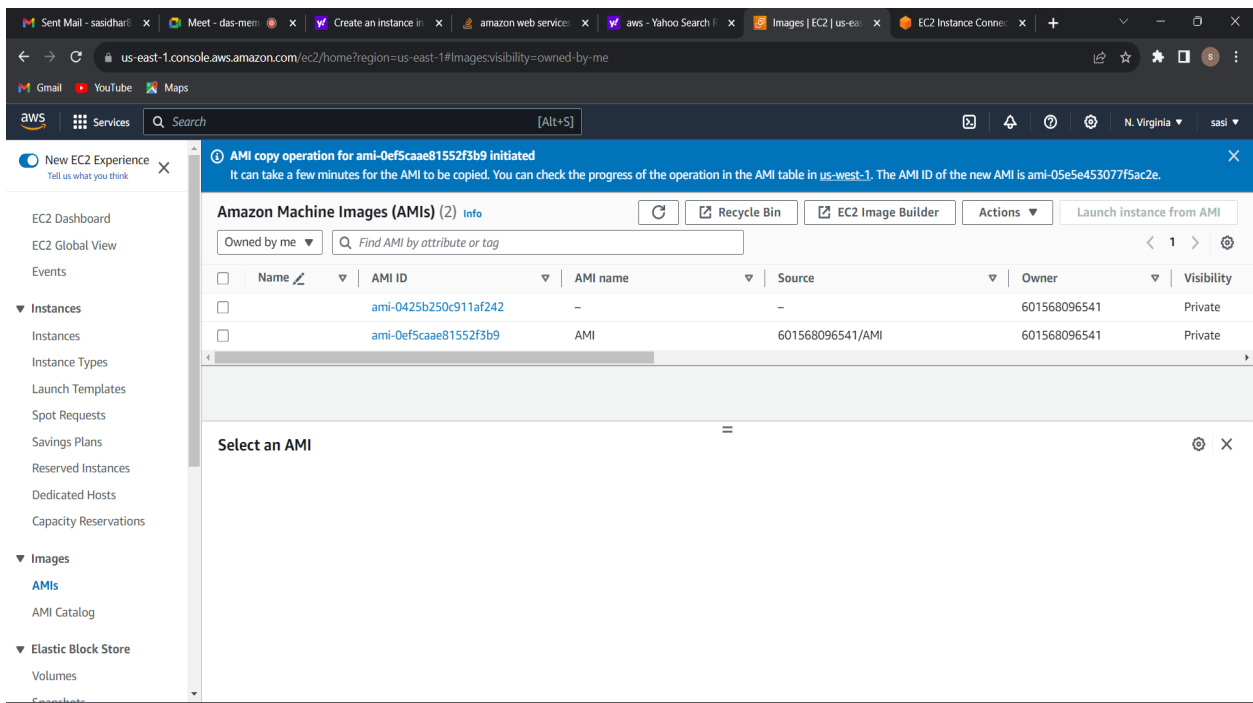 Sent Mail - sasidhar8
Meet - das-mem
Create an instance in
amazon web services
aws - Yahoo Search R
Images | EC2 | us-eas
EC2 Instance Connec
us-east-1.console.aws.amazon.com/ec2/home?region=us-east-1#Images:visibility=owned-by-me
S
Gmail YouTube Maps
aws Services Search [Alt+S] N. Virginia ▼ sasi ▼
New EC2 Experience
Tell us what you think
AMI copy operation for ami-0ef5caae81552f3b9 initiated
It can take a few minutes for the AMI to be copied. You can check the progress of the operation in the AMI table in us-west-1. The AMI ID of the new AMI is ami-05e5e453077f5ac2e.
EC2 Dashboard
EC2 Global View
Events
▼ Instances
Instances
Instance Types
Launch Templates
Spot Requests
Savings Plans
Reserved Instances
Dedicated Hosts
Capacity Reservations
▼ Images
AMIs
AMI Catalog
▼ Elastic Block Store
Volumes
Snapshots
Amazon Machine Images (AMIs) (2) Info
Recycle Bin EC2 Image Builder Actions ▼ Launch instance from AMI
Owned by me ▼ Find AMI by attribute or tag < 1 >
Name AMI ID AMI name Source Owner Visibility
ami-0425b250c911af242 – – 601568096541 Private
ami-0ef5caae81552f3b9 AMI 601568096541/AMI 601568096541 Private
Select an AMI